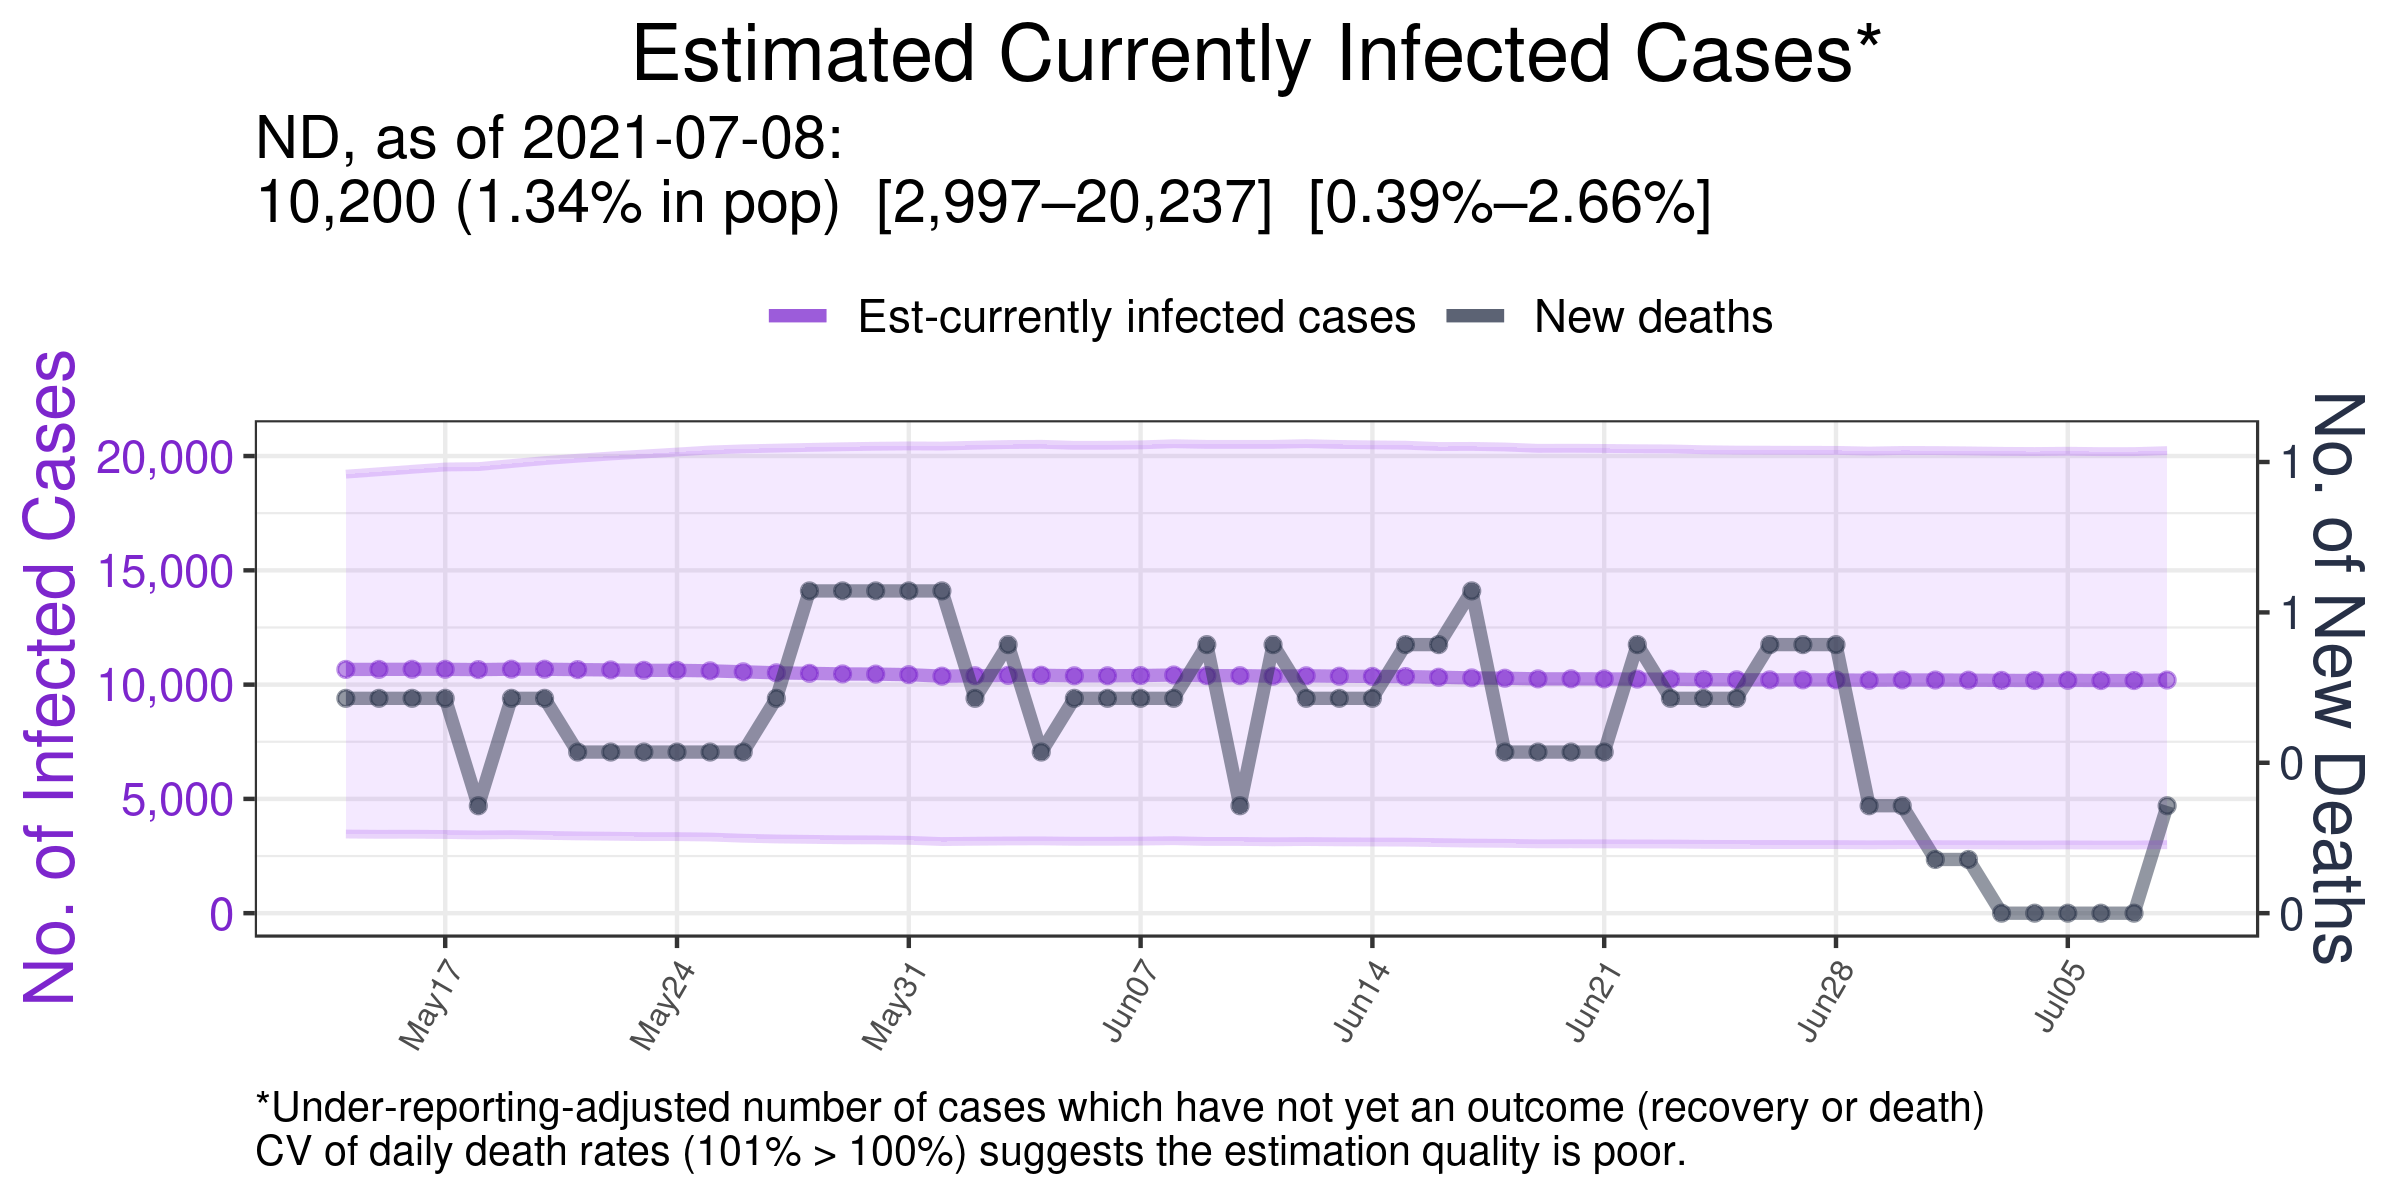 Estimated Currently Infected Cases*
ND, as of 2021-07-08:
10,200 (1.34% in pop)  [2,997–20,237]  [0.39%–2.66%]
Est-currently infected cases
New deaths
No. of Infected Cases
20,000
15,000
10,000
5,000
0
1
1
0
0
No. of New Deaths
May17
May24
May31
Jun07
Jun14
Jun21
Jun28
Jul05
*Under-reporting-adjusted number of cases which have not yet an outcome (recovery or death)
CV of daily death rates (101% > 100%) suggests the estimation quality is poor.